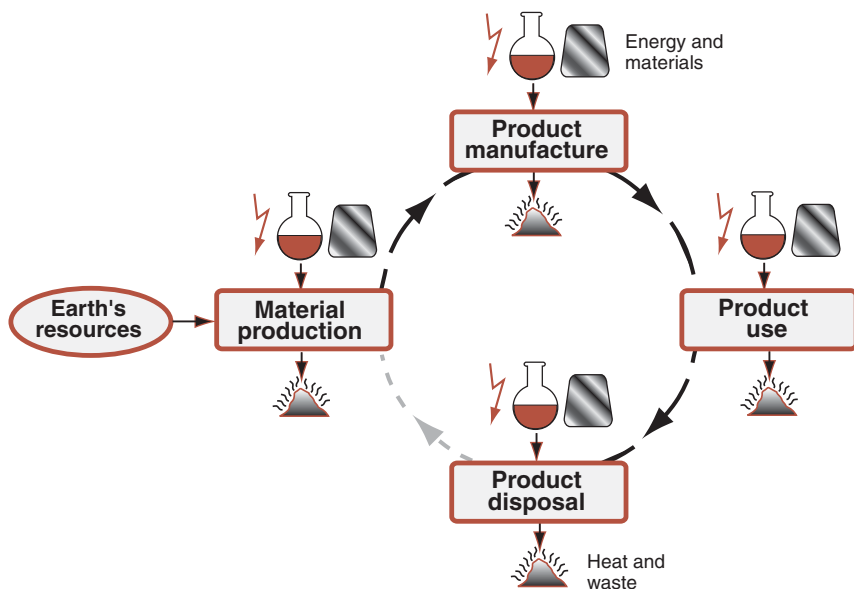 Energy and
materials
Product
manufacture
Earth's
resources
Material
production
Product
use
Product
disposal
Heat and
waste